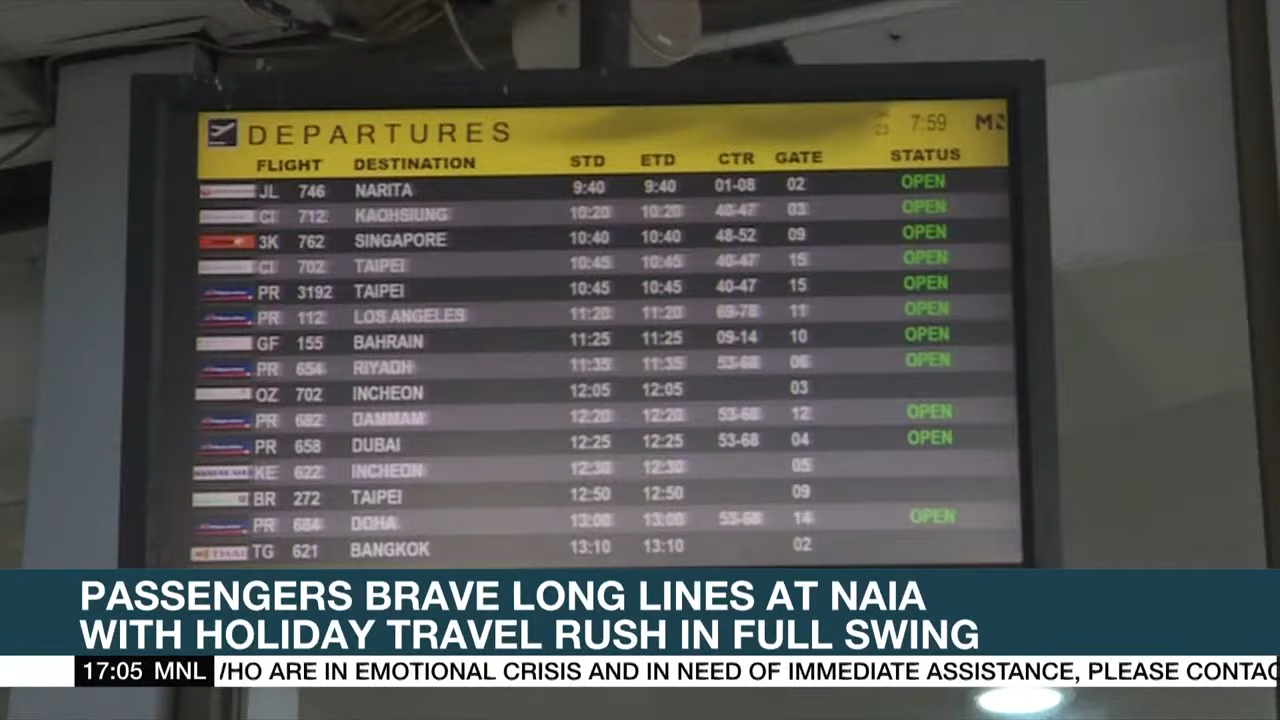 DEPARTURES 23 7:59
FLIGHT DESTINATION STD ETD CTR GATE STATUS
JL 746 NARITA 9:40 9:40 01-08 02 OPEN
CI 712 KAOHSIUNG 10:20 10:20 40-47 03 OPEN
3K 762 SINGAPORE 10:40 10:40 48-52 09 OPEN
CI 702 TAIPEI 10:45 10:45 40-47 15 OPEN
PR 3192 TAIPEI 10:45 10:45 40-47 15 OPEN
PR 112 LOS ANGELES 11:20 11:20 69-78 11 OPEN
GF 155 BAHRAIN 11:25 11:25 09-14 10 OPEN
PR 654 RIYADH 11:35 11:35 53-68 06 OPEN
OZ 702 INCHEON 12:05 12:05 03
PR 682 DAMMAM 12:20 12:20 53-68 12 OPEN
PR 658 DUBAI 12:25 12:25 53-68 04 OPEN
KE 622 INCHEON 12:30 12:30 05
BR 272 TAIPEI 12:50 12:50 09
PR 684 DOHA 13:00 13:00 53-68 14 OPEN
THAI TG 621 BANGKOK 13:10 13:10 02
PASSENGERS BRAVE LONG LINES AT NAIA
WITH HOLIDAY TRAVEL RUSH IN FULL SWING
17:05 MNL /HO ARE IN EMOTIONAL CRISIS AND IN NEED OF IMMEDIATE ASSISTANCE, PLEASE CONTAC